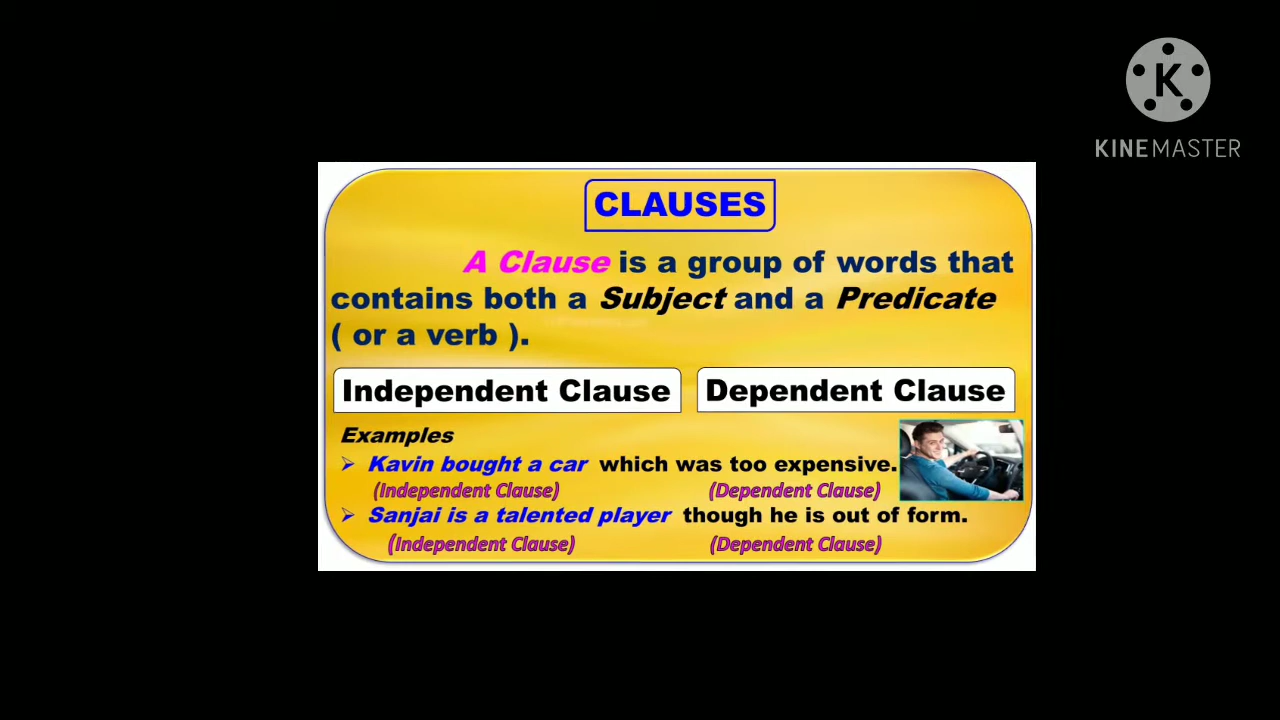 K
KINEMASTER
CLAUSES
A Clause is a group of words that
contains both a Subject and a Predicate
( or a verb ).
Independent Clause Dependent Clause
Examples
➢ Kavin bought a car which was too expensive.
(Independent Clause) (Dependent Clause)
➢ Sanjai is a talented player though he is out of form.
(Independent Clause) (Dependent Clause)